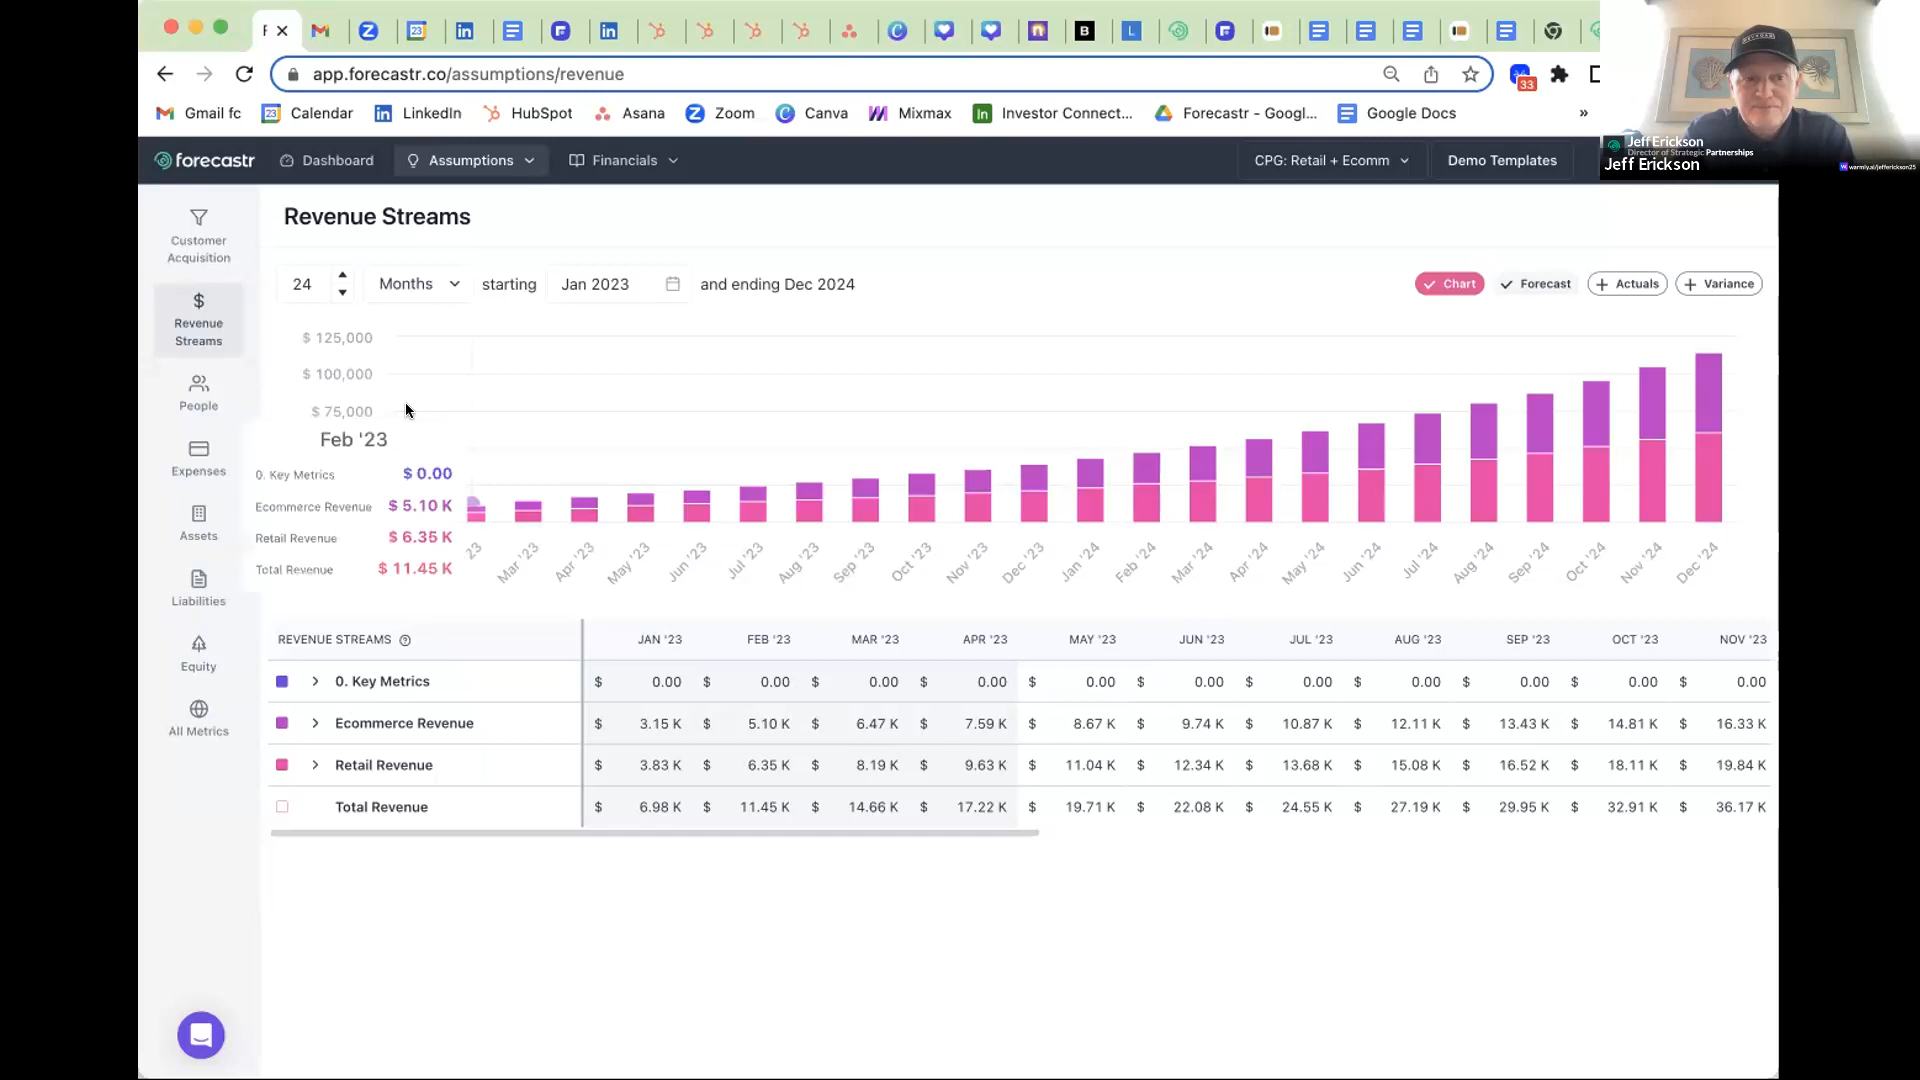 F
23
B
L
app.forecastr.co/assumptions/revenue
33
Gmail fc
23
Calendar
LinkedIn
HubSpot
Asana
Zoom
Canva
Mixmax
Investor Connect...
Forecastr - Googl...
Google Docs
»
Jeff Erickson
Director of Strategic Partnerships
Jeff Erickson
warmly.ai/jefferickson25
forecastr
Dashboard
Assumptions
Financials
CPG: Retail + Ecomm
Demo Templates
Customer Acquisition
Revenue Streams
People
Expenses
Assets
Liabilities
Equity
All Metrics
Revenue Streams
24 Months starting Jan 2023 and ending Dec 2024
Chart
Forecast
+ Actuals
+ Variance
$ 125,000
$ 100,000
$ 75,000
Feb '23
0. Key Metrics $ 0.00
Ecommerce Revenue $ 5.10 K
Retail Revenue $ 6.35 K
Total Revenue $ 11.45 K
23 Mar '23 Apr '23 May '23 Jun '23 Jul '23 Aug '23 Sep '23 Oct '23 Nov '23 Dec '23 Jan '24 Feb '24 Mar '24 Apr '24 May '24 Jun '24 Jul '24 Aug '24 Sep '24 Oct '24 Nov '24 Dec '24
REVENUE STREAMS JAN '23 FEB '23 MAR '23 APR '23 MAY '23 JUN '23 JUL '23 AUG '23 SEP '23 OCT '23 NOV '23
0. Key Metrics $ 0.00 $ 0.00 $ 0.00 $ 0.00 $ 0.00 $ 0.00 $ 0.00 $ 0.00 $ 0.00 $ 0.00 $ 0.00
Ecommerce Revenue $ 3.15 K $ 5.10 K $ 6.47 K $ 7.59 K $ 8.67 K $ 9.74 K $ 10.87 K $ 12.11 K $ 13.43 K $ 14.81 K $ 16.33 K
Retail Revenue $ 3.83 K $ 6.35 K $ 8.19 K $ 9.63 K $ 11.04 K $ 12.34 K $ 13.68 K $ 15.08 K $ 16.52 K $ 18.11 K $ 19.84 K
Total Revenue $ 6.98 K $ 11.45 K $ 14.66 K $ 17.22 K $ 19.71 K $ 22.08 K $ 24.55 K $ 27.19 K $ 29.95 K $ 32.91 K $ 36.17 K